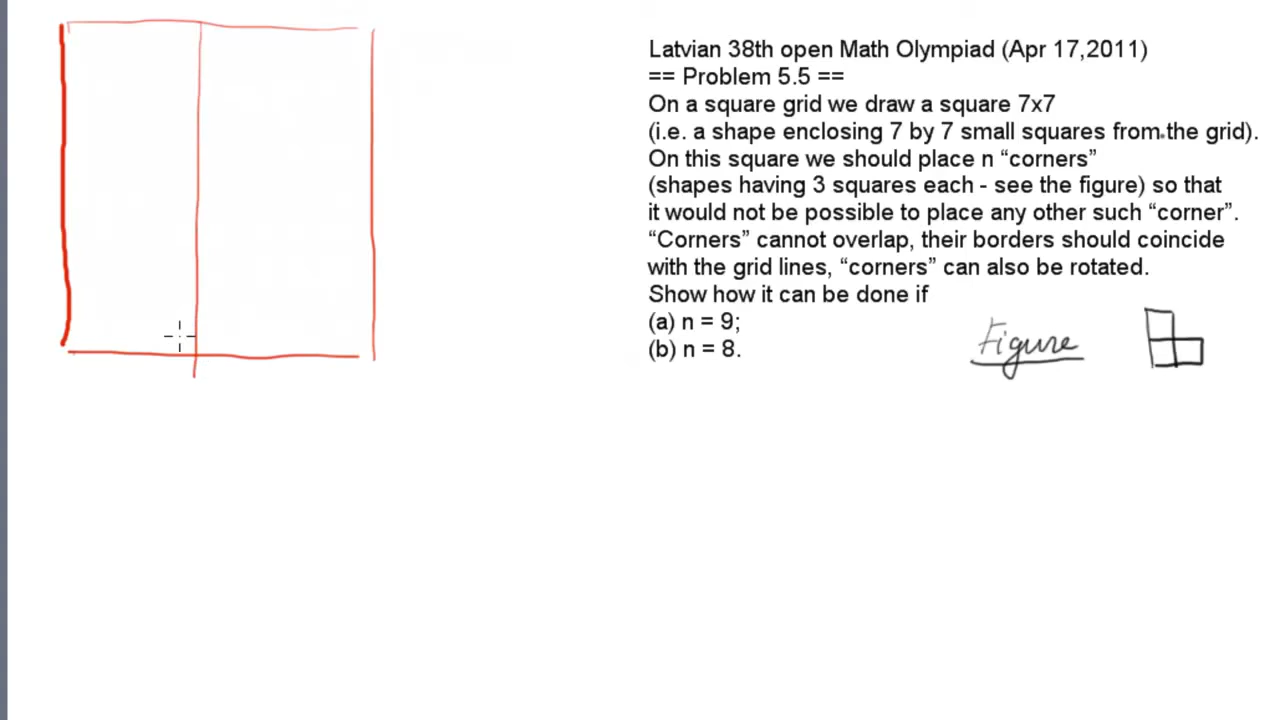 Latvian 38th open Math Olympiad (Apr 17,2011)
== Problem 5.5 ==
On a square grid we draw a square 7x7
(i.e. a shape enclosing 7 by 7 small squares from the grid).
On this square we should place n “corners”
(shapes having 3 squares each - see the figure) so that
it would not be possible to place any other such “corner”.
“Corners” cannot overlap, their borders should coincide
with the grid lines, “corners” can also be rotated.
Show how it can be done if
(a) n = 9;
(b) n = 8.
Figure